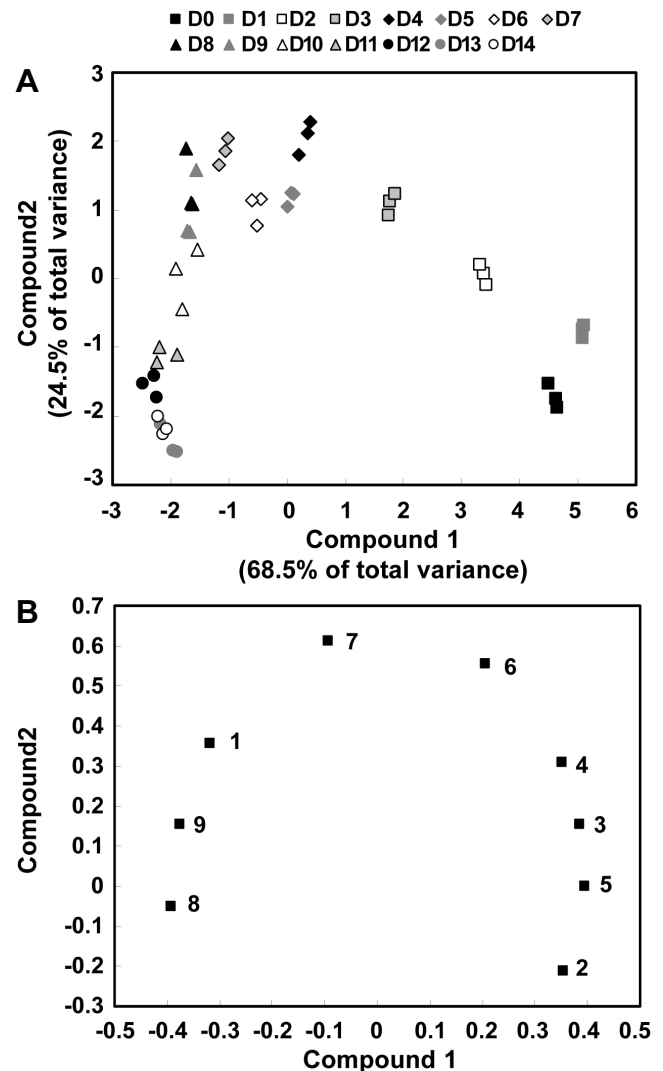 D0 D1 D2 D3 D4 D5 D6 D7
D8 D9 D10 D11 D12 D13 D14
A
3
2
1
0
-1
-2
-3
Compound2
(24.5% of total variance)
-3 -2 -1 0 1 2 3 4 5 6
Compound 1
(68.5% of total variance)
B
0.7
0.6
0.5
0.4
0.3
0.2
0.1
0
-0.1
-0.2
-0.3
Compound2
7
6
1
4
9
3
5
8
2
-0.5 -0.4 -0.3 -0.2 -0.1 0 0.1 0.2 0.3 0.4 0.5
Compound 1